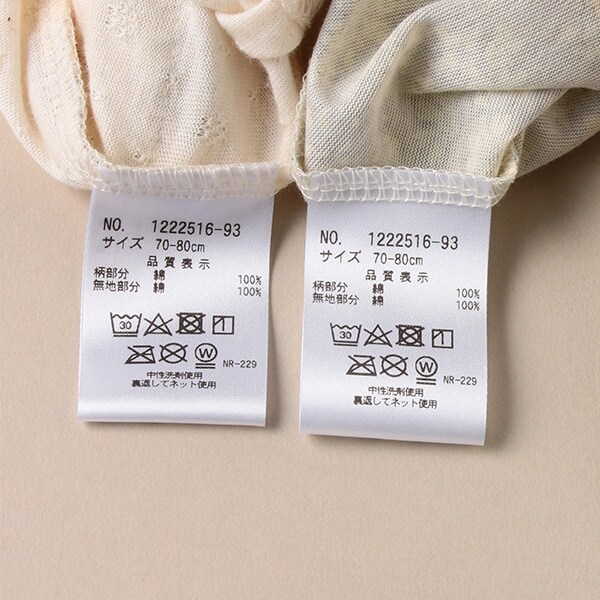 NO. 1222516-93
サイズ 70-80cm
品質表示
柄部分 綿 100%
無地部分 綿 100%
30
W
NR-229
中性洗剤使用
裏返してネット使用
NO. 1222516-93
サイズ 70-80cm
品質表示
柄部分 綿 100%
無地部分 綿 100%
30
W
NR-229
中性洗剤使用
裏返してネット使用